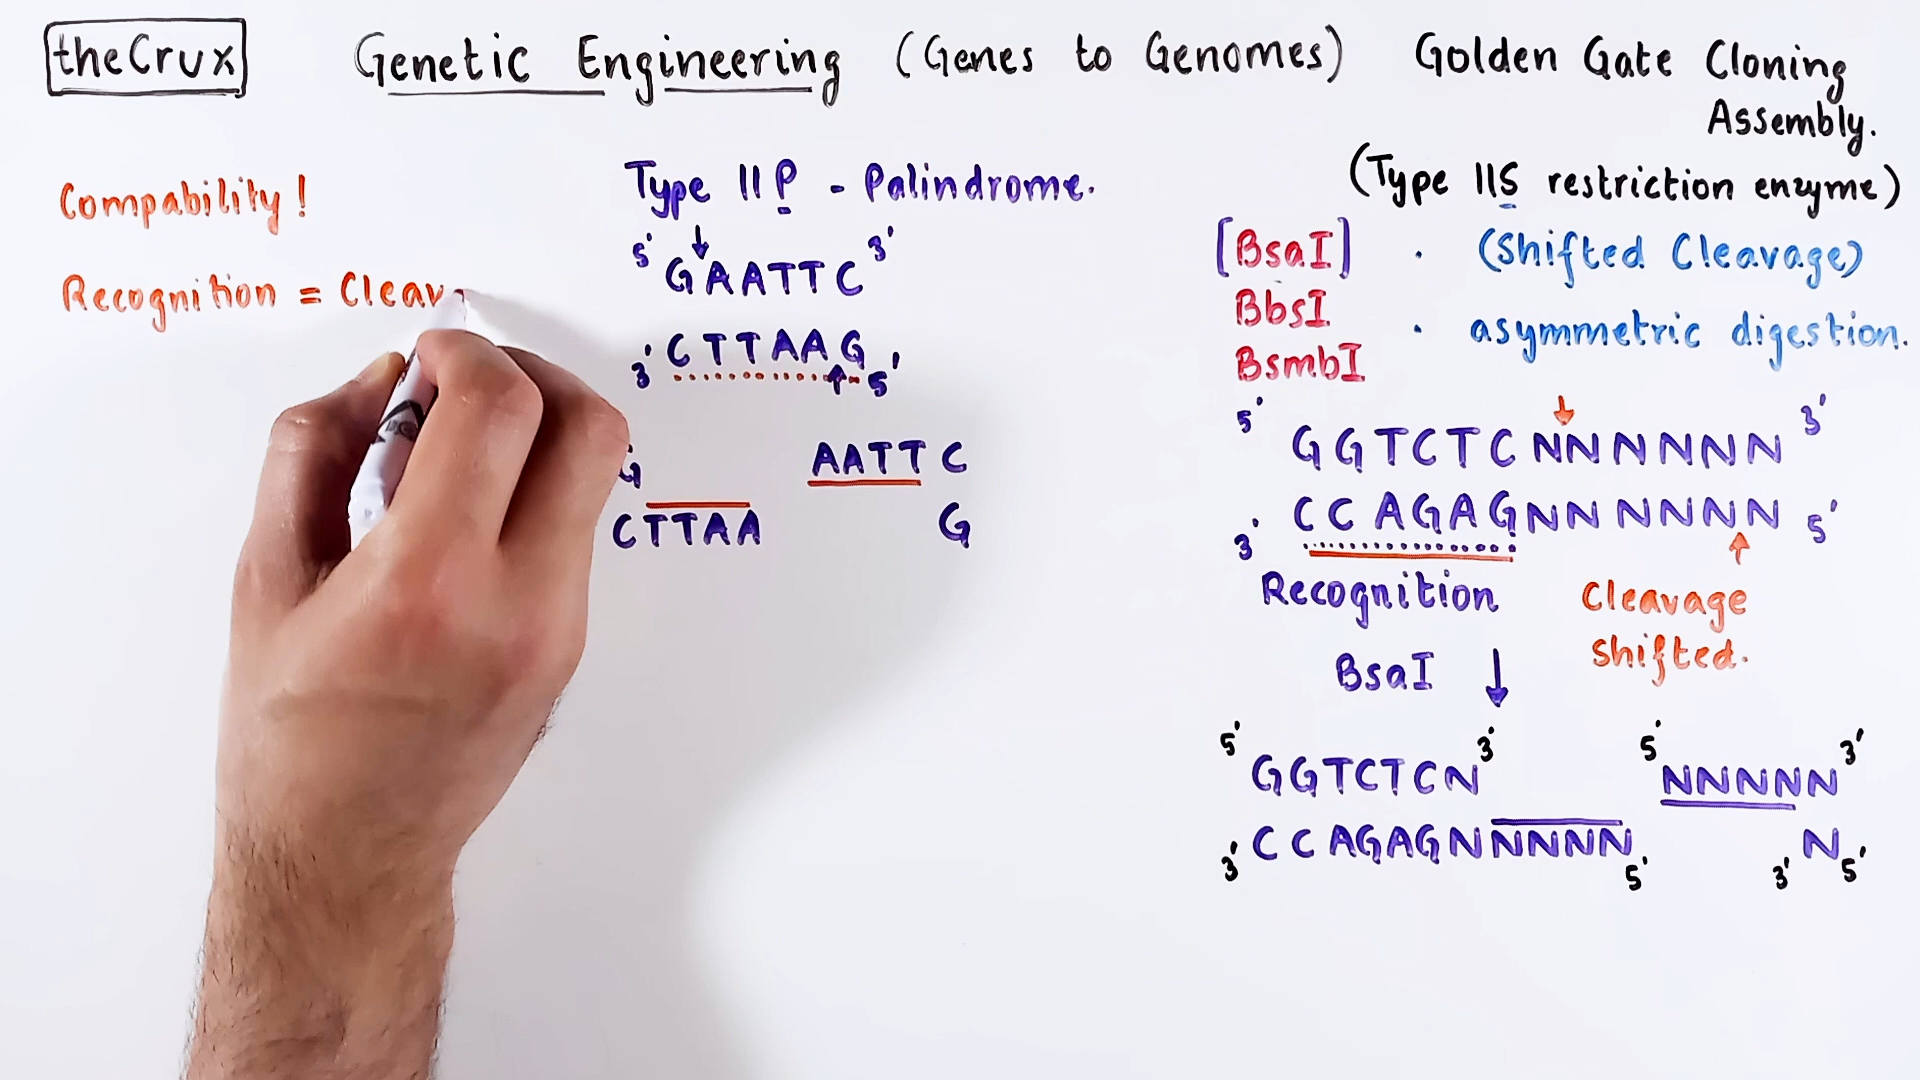 theCrux
Genetic Engineering (Genes to Genomes)
Golden Gate Cloning
Assembly.
(Type IIS restriction enzyme)
Compability!
Recognition = Cleav
Type IIP - Palindrome.
5' GAATTC 3'
3' CTTAAG 5'
G AATTC
CTTAA G
[BsaI] · (Shifted Cleavage)
BbsI
BsmbI · asymmetric digestion.
5' GGTCTCNNNNNN 3'
3' CCAGAGNNNNNN 5'
Recognition
Cleavage
Shifted.
BsaI
5' GGTCTCN 3' 5' NNNNN 3'
3' CCAGAGNNNNN 5' 3' N 5'